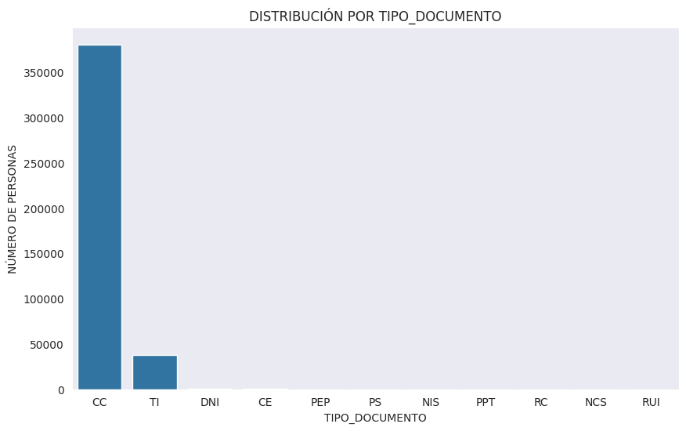 DISTRIBUCIÓN POR TIPO_DOCUMENTO
NÚMERO DE PERSONAS
350000
300000
250000
200000
150000
100000
50000
0
CC TI DNI CE PEP PS NIS PPT RC NCS RUI
TIPO_DOCUMENTO